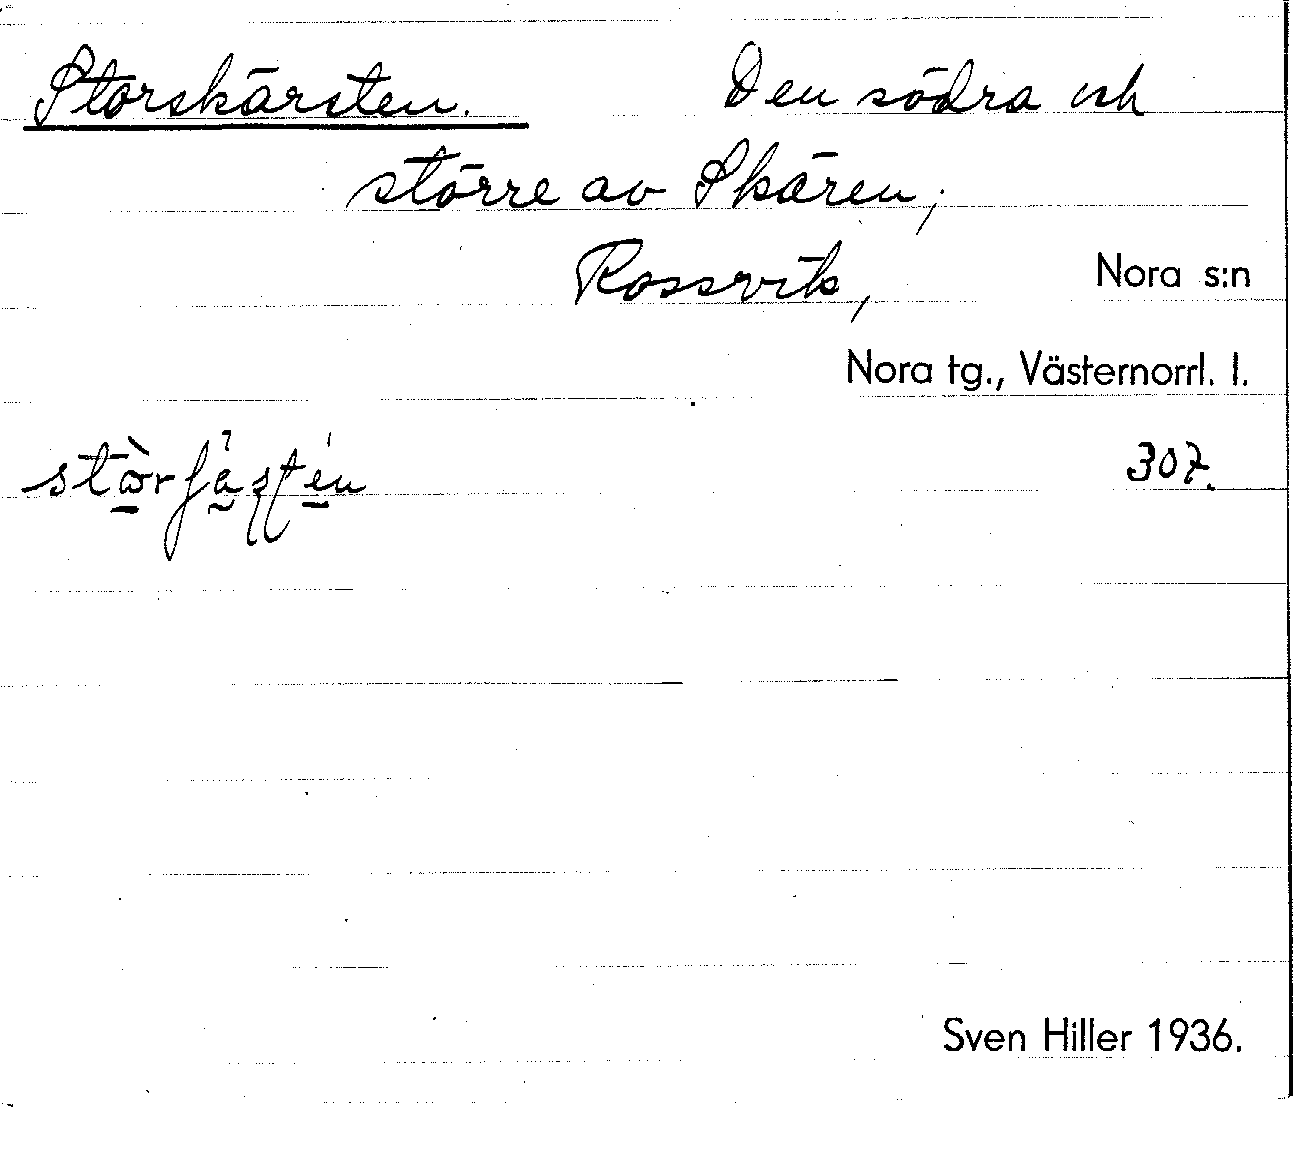 Storskärsten. Den södra och
större av Skären,
Rossvik, Nora s:n
Nora tg., Västernorrl. l.
307.
Sven Hiller 1936.